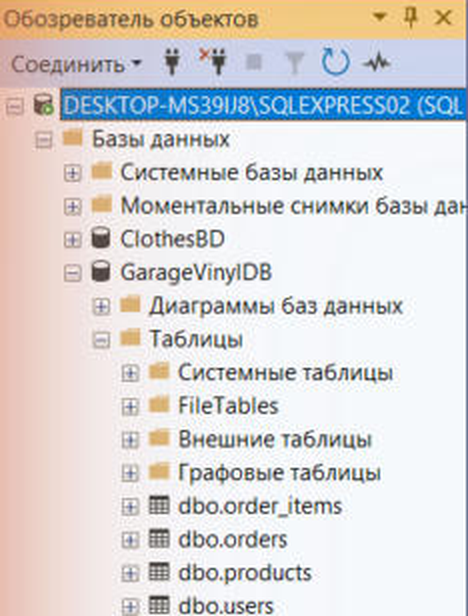 Обозреватель объектов
Соединить
DESKTOP-MS39IJ8\SQLEXPRESS02 (SQL
Базы данных
Системные базы данных
Моментальные снимки базы дан
ClothesBD
GarageVinylDB
Диаграммы баз данных
Таблицы
Системные таблицы
FileTables
Внешние таблицы
Графовые таблицы
dbo.order_items
dbo.orders
dbo.products
dbo.users